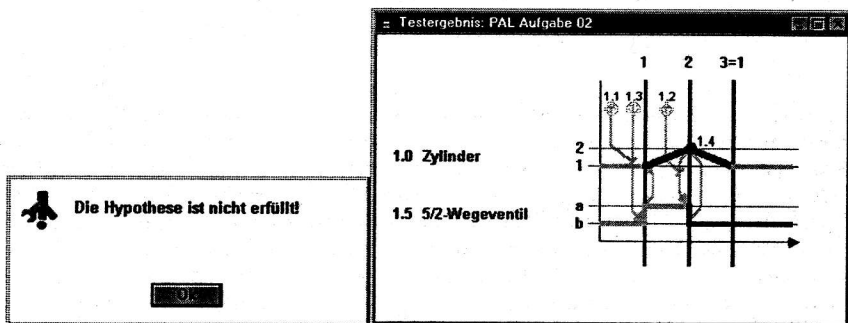 Testergebnis: PAL Aufgabe 02
1 2 3=1
1.1 1.3 1.2
1.4
2
1.0 Zylinder
1
Die Hypothese ist nicht erfüllt!
a
1.5 5/2-Wegeventil
b
OK